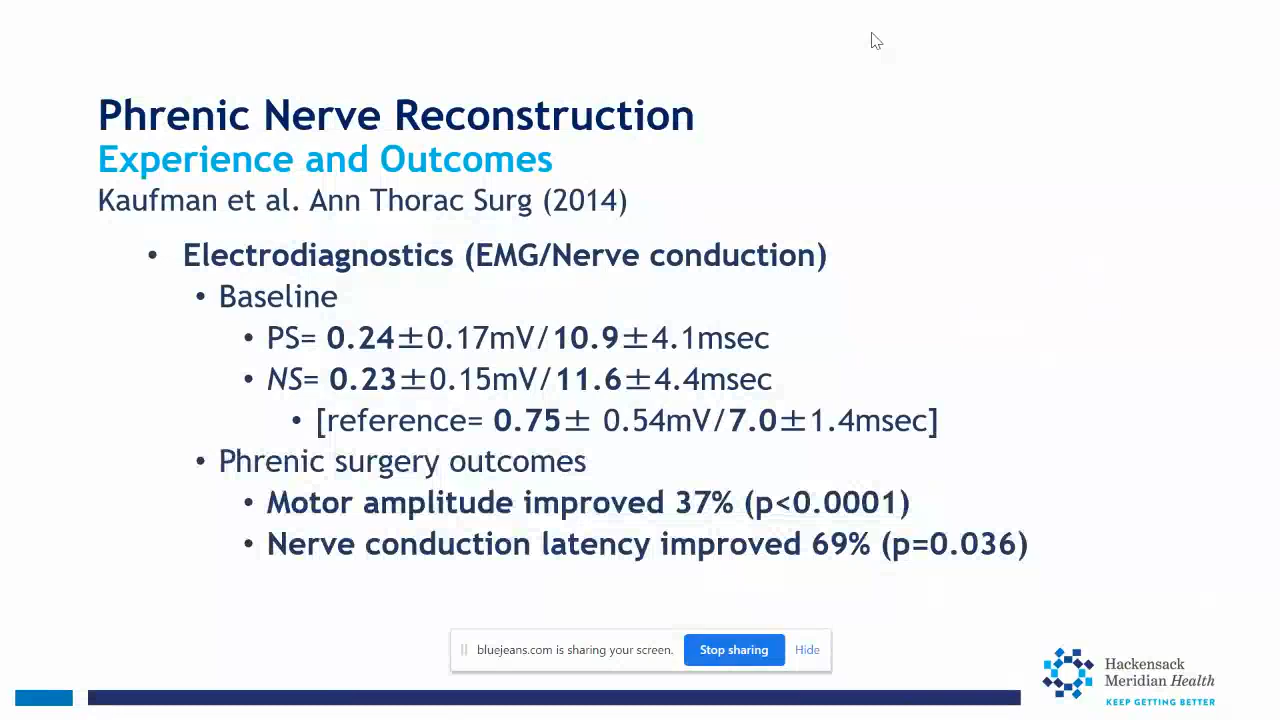 Phrenic Nerve Reconstruction
Experience and Outcomes
Kaufman et al. Ann Thorac Surg (2014)
• Electrodiagnostics (EMG/Nerve conduction)
• Baseline
• PS= 0.24±0.17mV/10.9±4.1msec
• NS= 0.23±0.15mV/11.6±4.4msec
• [reference= 0.75± 0.54mV/7.0±1.4msec]
• Phrenic surgery outcomes
• Motor amplitude improved 37% (p<0.0001)
• Nerve conduction latency improved 69% (p=0.036)
bluejeans.com is sharing your screen. Stop sharing Hide
Hackensack
Meridian Health
KEEP GETTING BETTER